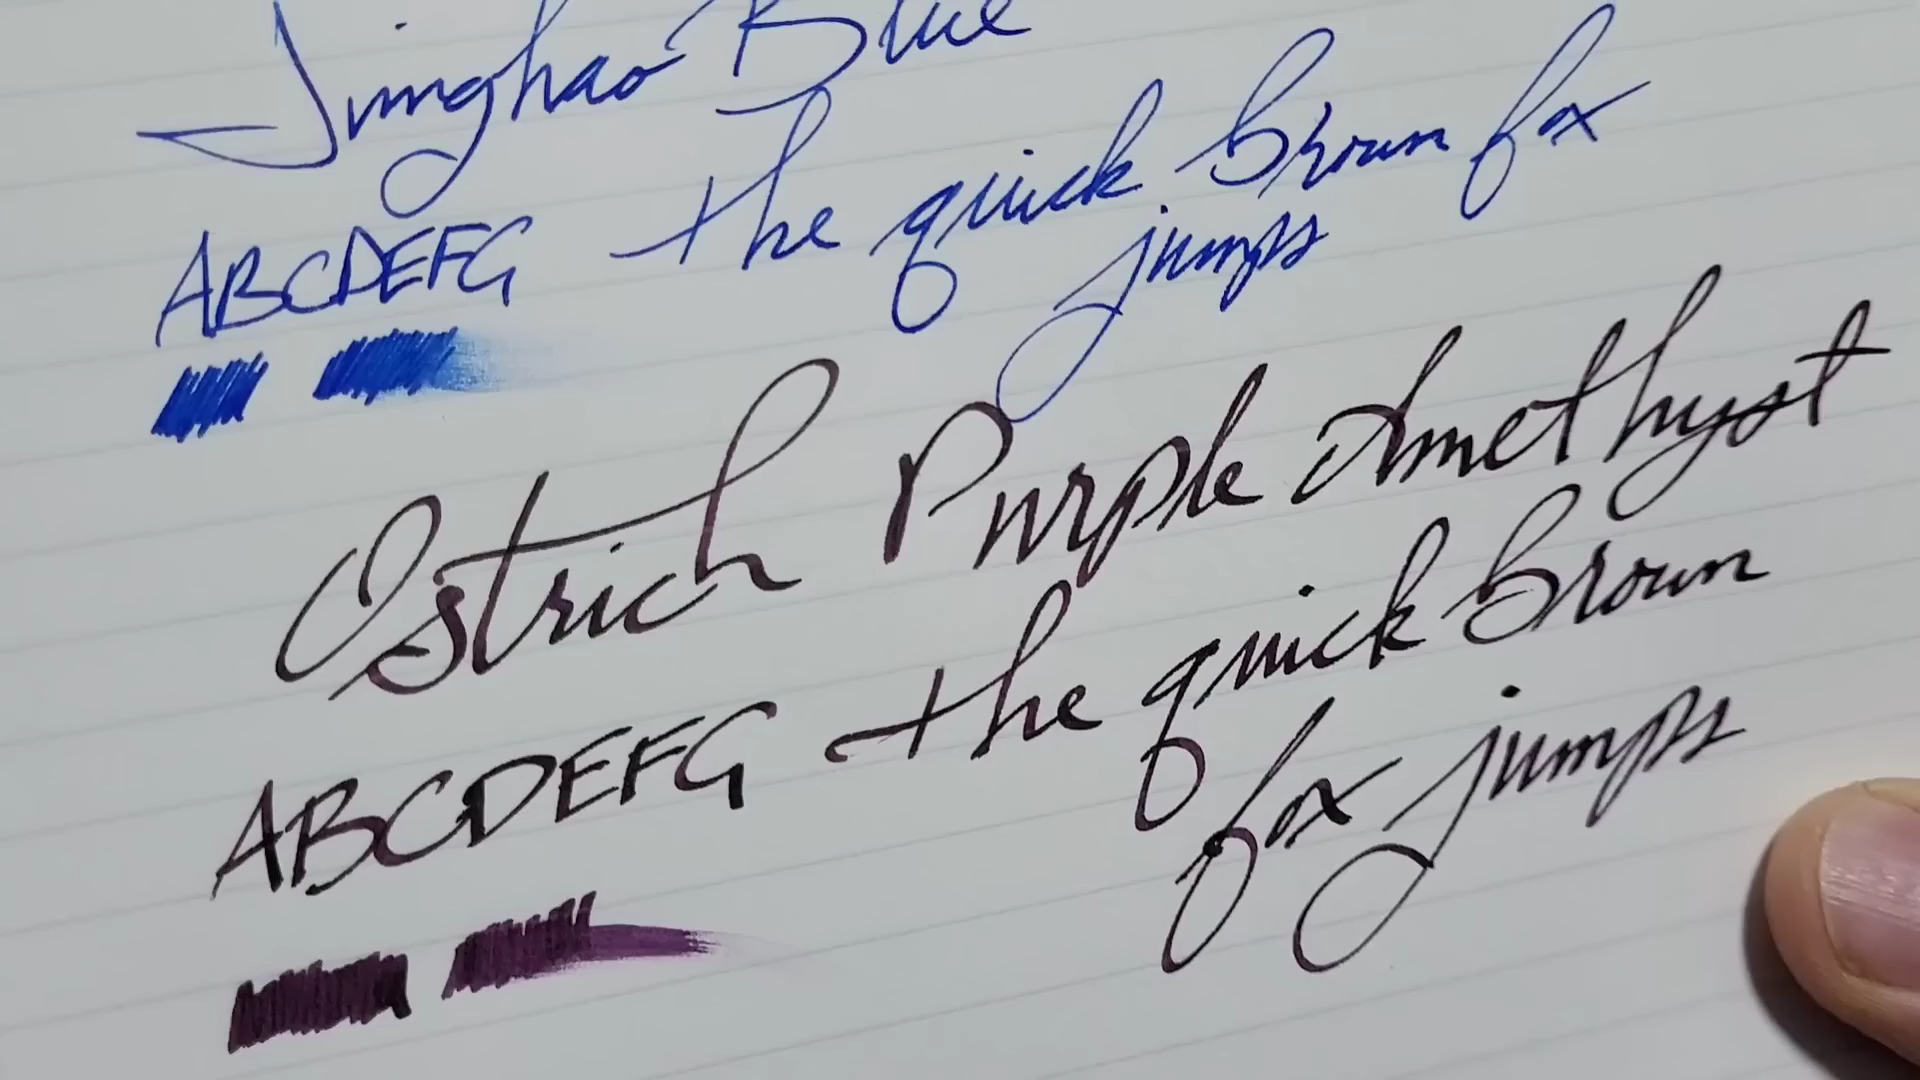 Jinghao Blue
ABCDEFG the quick brown fox
jumps
Ostrich Purple Amethyst
ABCDEFG the quick brown
fox jumps